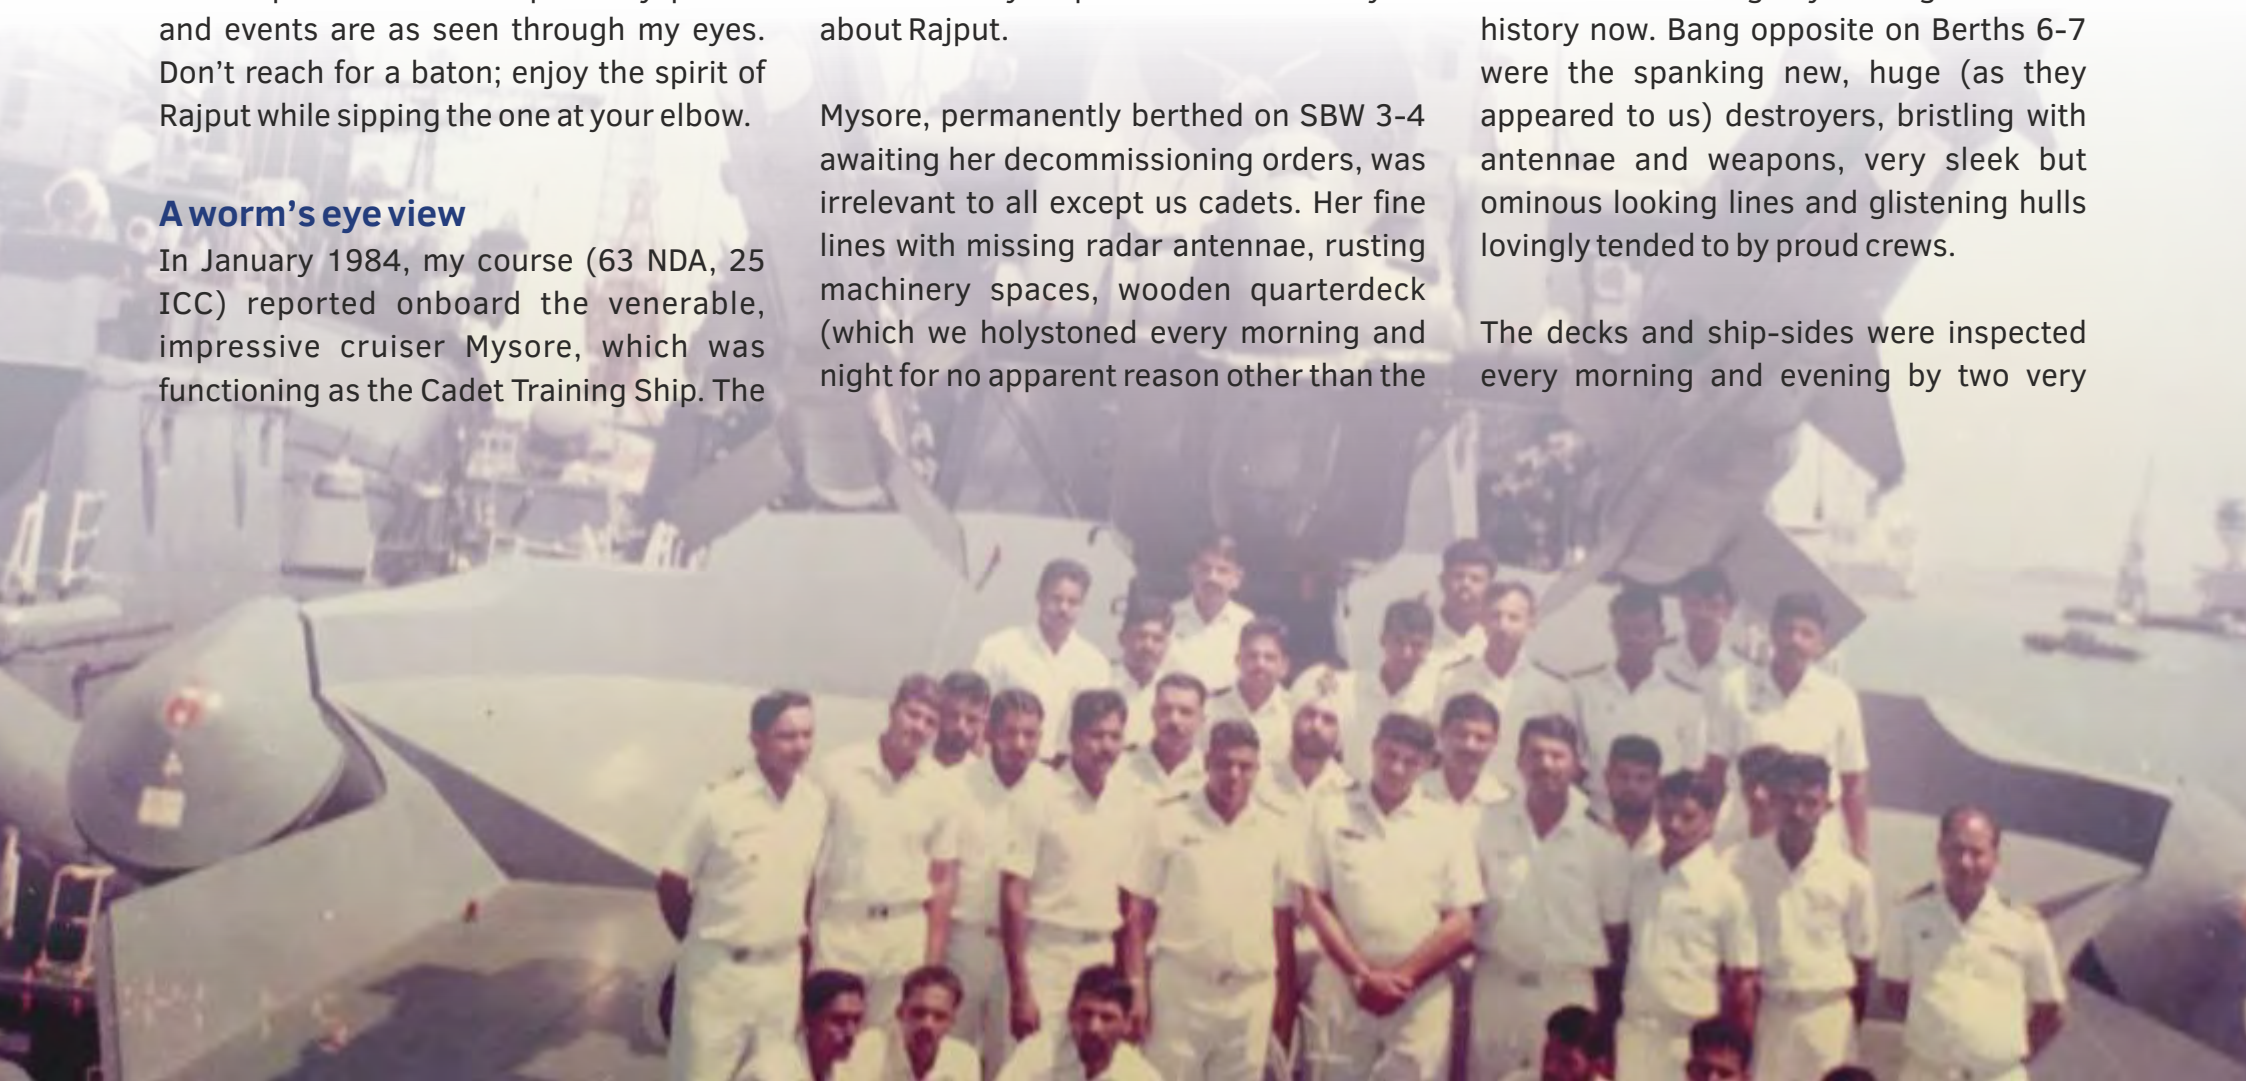 and events are as seen through my eyes.
Don't reach for a baton; enjoy the spirit of
Rajput while sipping the one at your elbow.
A worm's eye view
In January 1984, my course (63 NDA, 25
ICC) reported onboard the venerable,
impressive cruiser Mysore, which was
functioning as the Cadet Training Ship. The
about Rajput.
Mysore, permanently berthed on SBW 3-4
awaiting her decommissioning orders, was
irrelevant to all except us cadets. Her fine
lines with missing radar antennae, rusting
machinery spaces, wooden quarterdeck
(which we holystoned every morning and
night for no apparent reason other than the
history now. Bang opposite on Berths 6-7
were the spanking new, huge (as they
appeared to us) destroyers, bristling with
antennae and weapons, very sleek but
ominous looking lines and glistening hulls
lovingly tended to by proud crews.
The decks and ship-sides were inspected
every morning and evening by two very